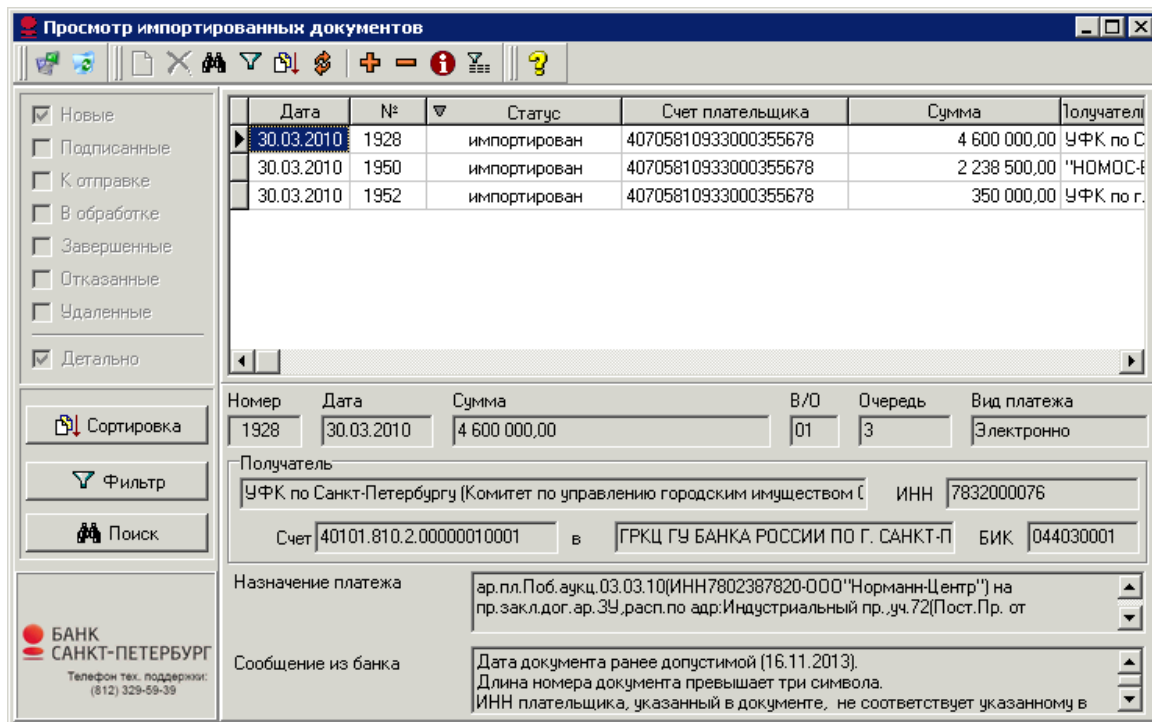 Просмотр импортированных документов
Новые
Подписанные
К отправке
В обработке
Завершенные
Отказанные
Удаленные
Детально
Сортировка
Фильтр
Поиск
БАНК
САНКТ-ПЕТЕРБУРГ
Телефон тех. поддержки:
(812) 329-59-39
Дата № Статус Счет плательщика Сумма Получател
30.03.2010 1928 импортирован 40705810933000355678 4 600 000,00 УФК по С
30.03.2010 1950 импортирован 40705810933000355678 2 238 500,00 "НОМОС-Б
30.03.2010 1952 импортирован 40705810933000355678 350 000,00 УФК по г.
Номер Дата Сумма В/О Очередь Вид платежа
1928 30.03.2010 4 600 000,00 01 3 Электронно
Получатель
УФК по Санкт-Петербургу (Комитет по управлению городским имуществом С ИНН 7832000076
Счет 40101.810.2.00000010001 в ГРКЦ ГУ БАНКА РОССИИ ПО Г. САНКТ-П БИК 044030001
Назначение платежа
ар.пл.Поб.аукц.03.03.10(ИНН7802387820-ООО"Норманн-Центр") на
пр.закл.дог.ар.ЗУ,расп.по адр:Индустриальный пр.,уч.72(Пост.Пр. от
Сообщение из банка
Дата документа ранее допустимой (16.11.2013).
Длина номера документа превышает три символа.
ИНН плательщика, указанный в документе, не соответствует указанному в